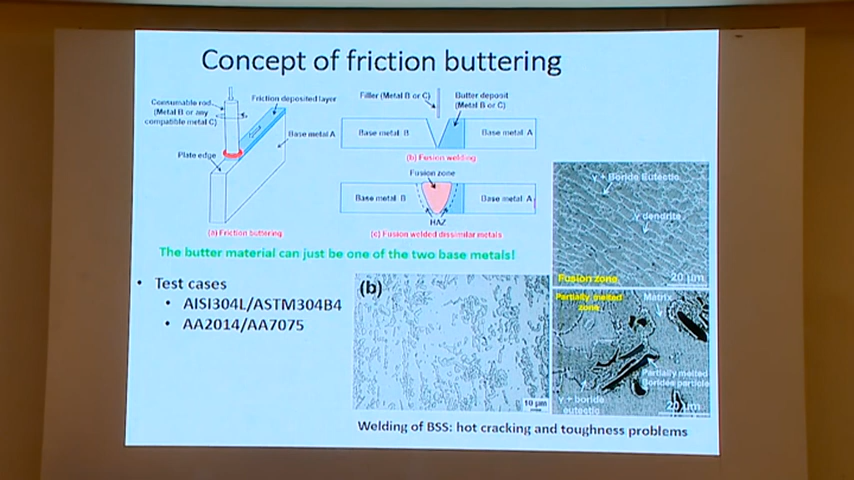 Concept of friction buttering
Consumable rod
(Metal B or any
compatible metal C)
Friction deposited layer
Base metal A
Plate edge
(a) Friction buttering
Filler (Metal B or C)
Butter deposit
(Metal B or C)
Base metal B
Base metal A
(b) Fusion welding
Fusion zone
Base metal B
Base metal A
HAZ
(c) Fusion welded dissimilar metals
The butter material can just be one of the two base metals!
• Test cases
• AISI304L/ASTM304B4
• AA2014/AA7075
(b)
10 µm
γ + Boride Eutectic
γ dendrite
Fusion zone
20 µm
Partially melted
zone
Matrix
Partially melted
Borides particle
γ + boride
eutectic
20 µm
Welding of BSS: hot cracking and toughness problems